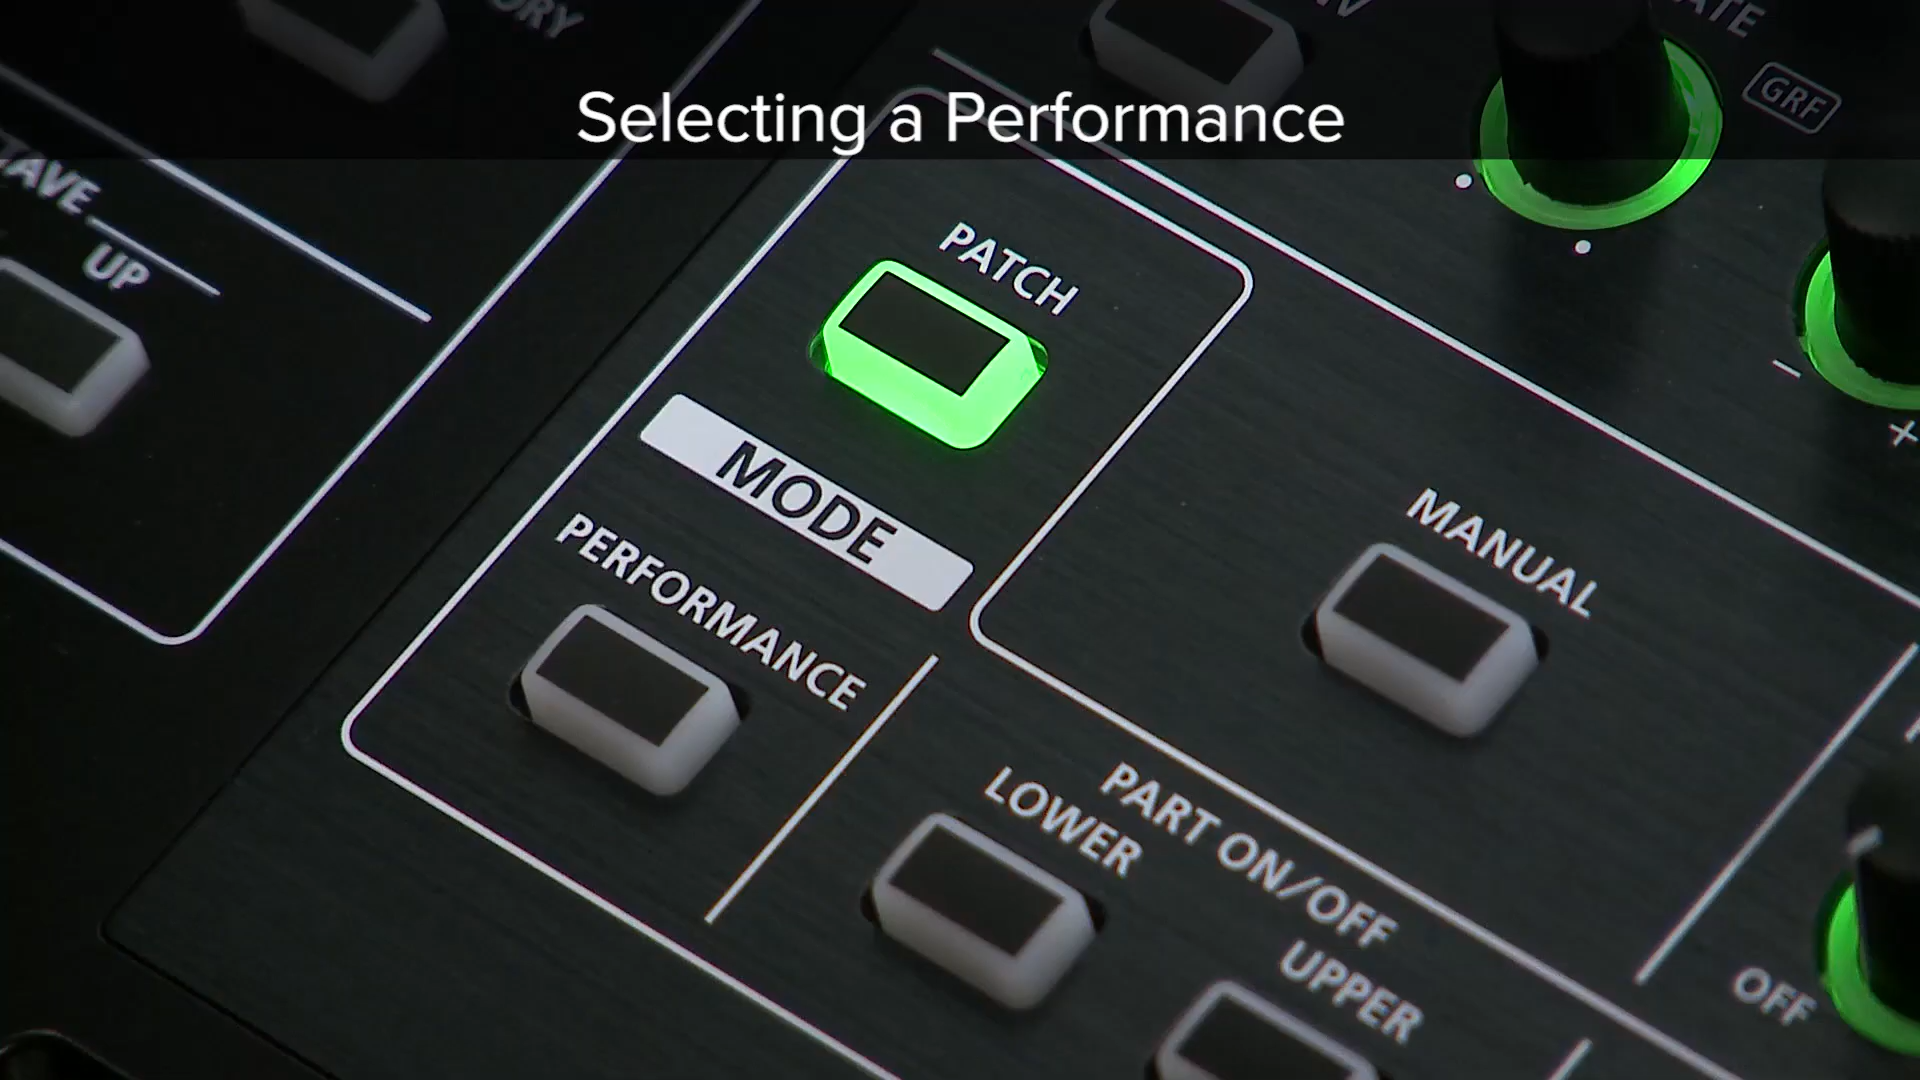 Selecting a Performance
GRF
UP
PATCH
MODE
PERFORMANCE
MANUAL
PART ON/OFF
LOWER
UPPER
OFF
-
+